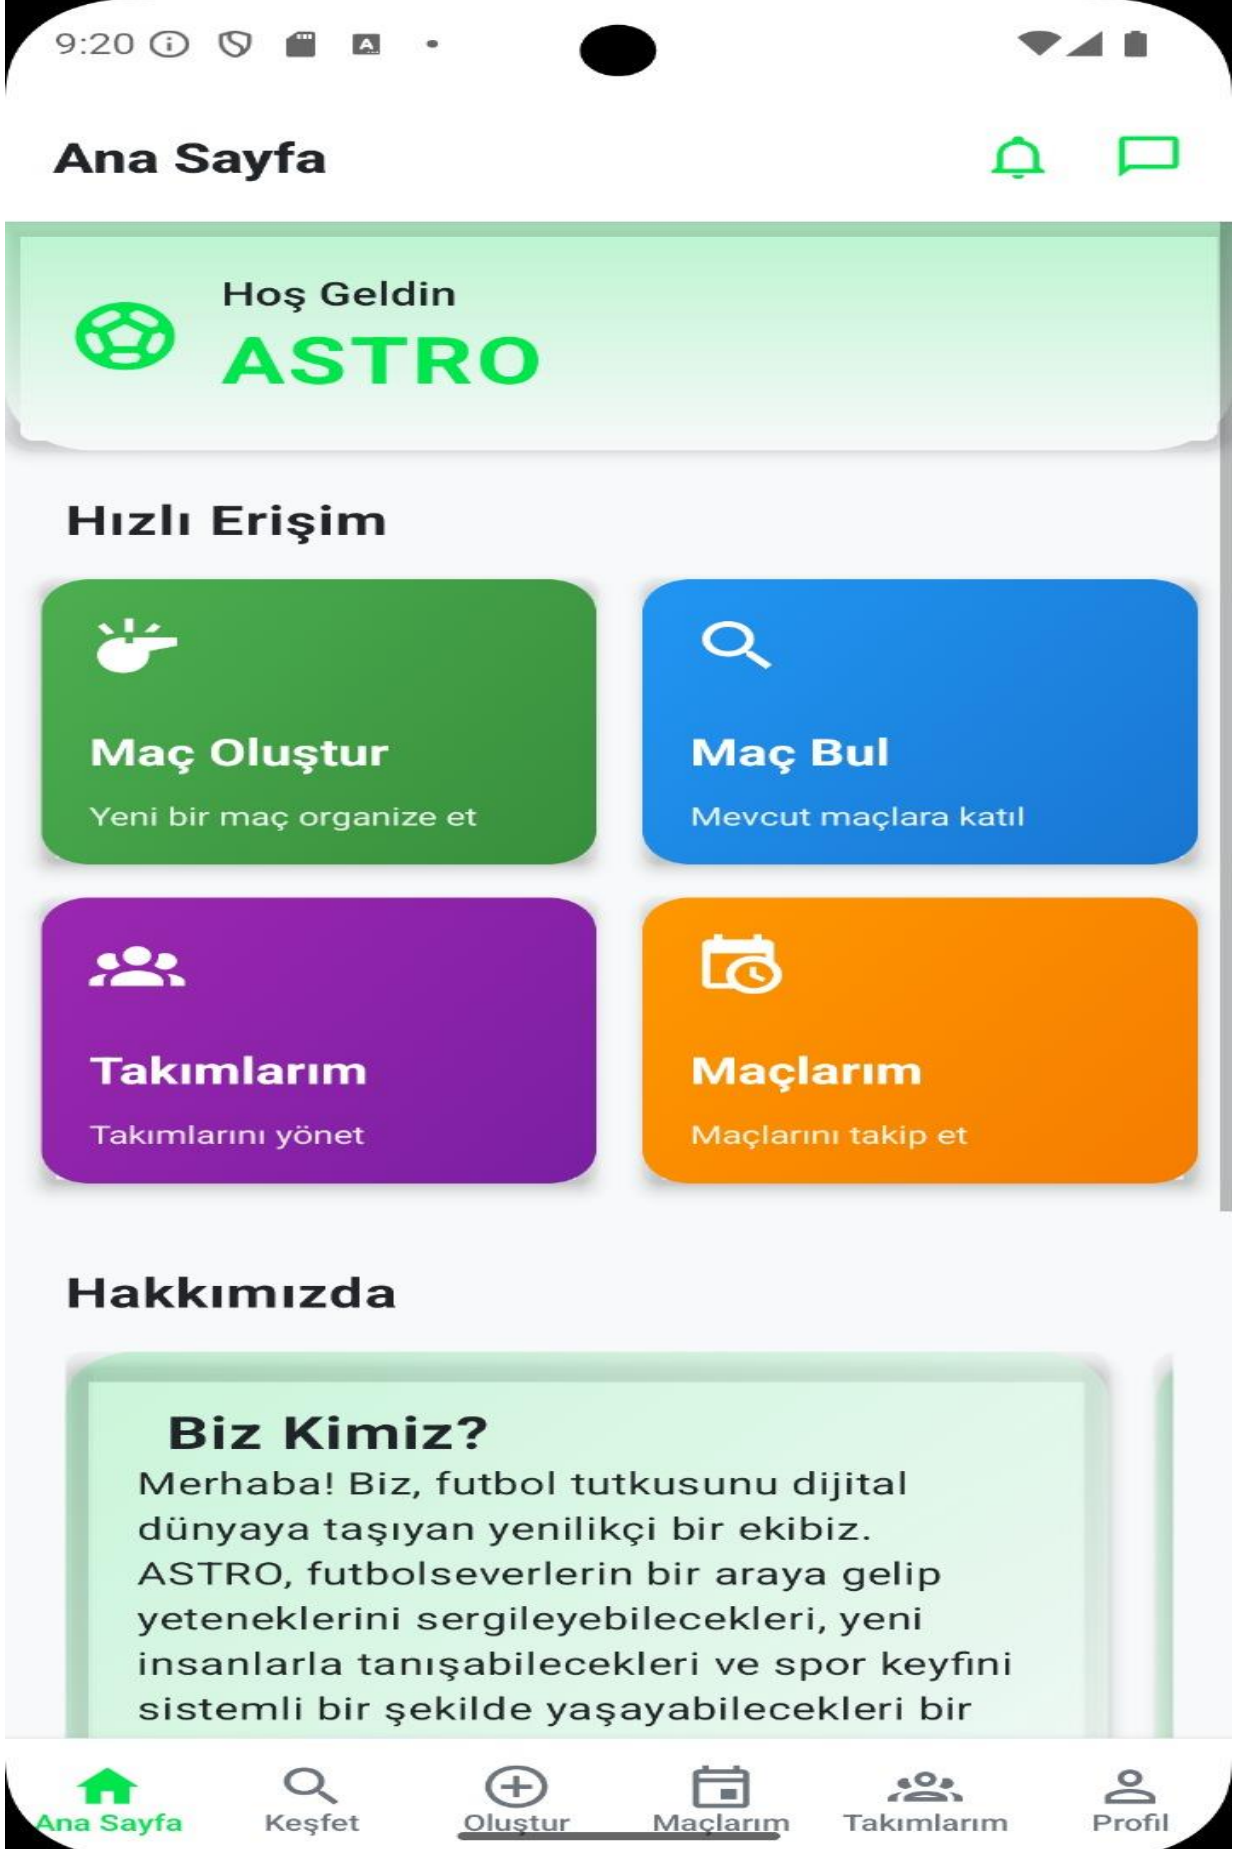 9:20
Ana Sayfa
Hoş Geldin
ASTRO
Hızlı Erişim
Maç Oluştur
Yeni bir maç organize et
Maç Bul
Mevcut maçlara katıl
Takımlarım
Takımlarını yönet
Maçlarım
Maçlarını takip et
Hakkımızda
Biz Kimiz?
Merhaba! Biz, futbol tutkusunu dijital
dünyaya taşıyan yenilikçi bir ekibiz.
ASTRO, futbolseverlerin bir araya gelip
yeteneklerini sergileyebilecekleri, yeni
insanlarla tanışabilecekleri ve spor keyfini
sistemli bir şekilde yaşayabilecekleri bir
Ana Sayfa
Keşfet
Oluştur
Maçlarım
Takımlarım
Profil